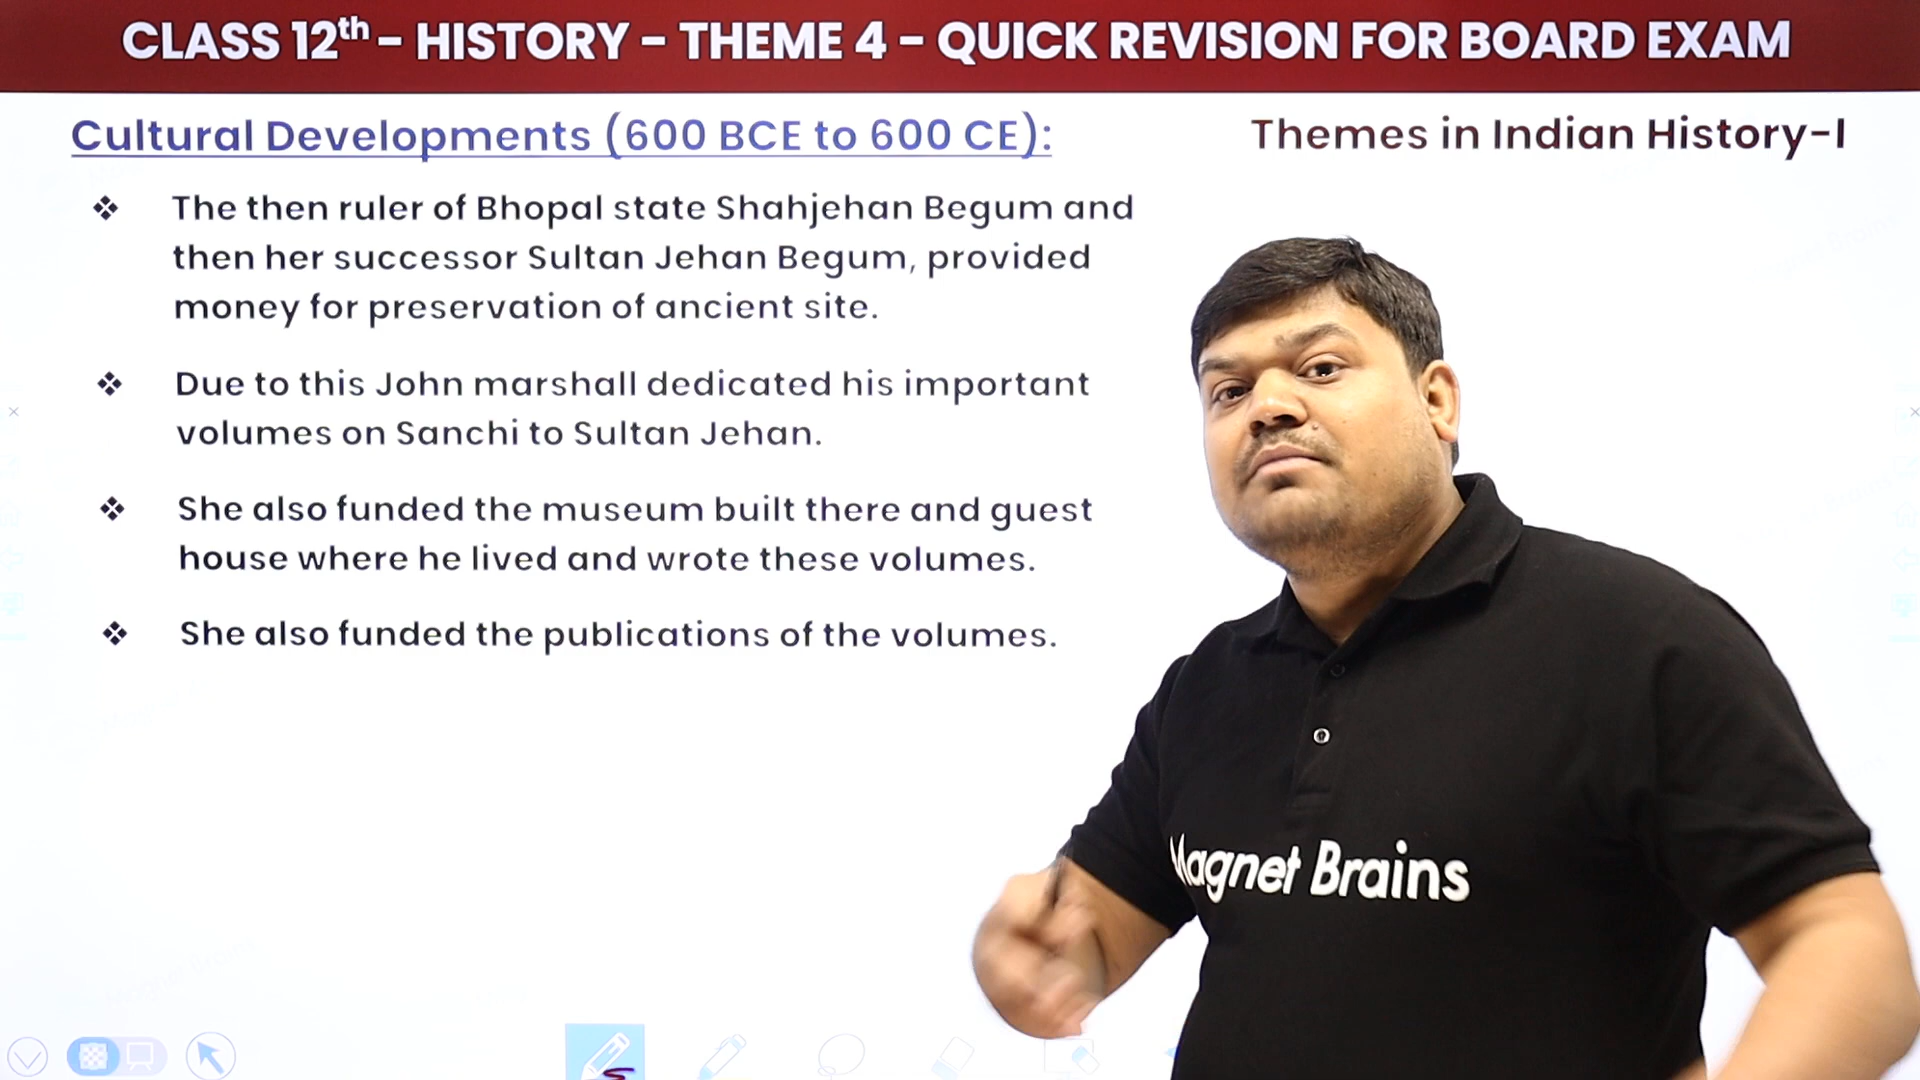 CLASS 12th - HISTORY - THEME 4 - QUICK REVISION FOR BOARD EXAM
Cultural Developments (600 BCE to 600 CE):
Themes in Indian History-I
❖ The then ruler of Bhopal state Shahjehan Begum and
then her successor Sultan Jehan Begum, provided
money for preservation of ancient site.
❖ Due to this John marshall dedicated his important
volumes on Sanchi to Sultan Jehan.
❖ She also funded the museum built there and guest
house where he lived and wrote these volumes.
❖ She also funded the publications of the volumes.
Magnet Brains